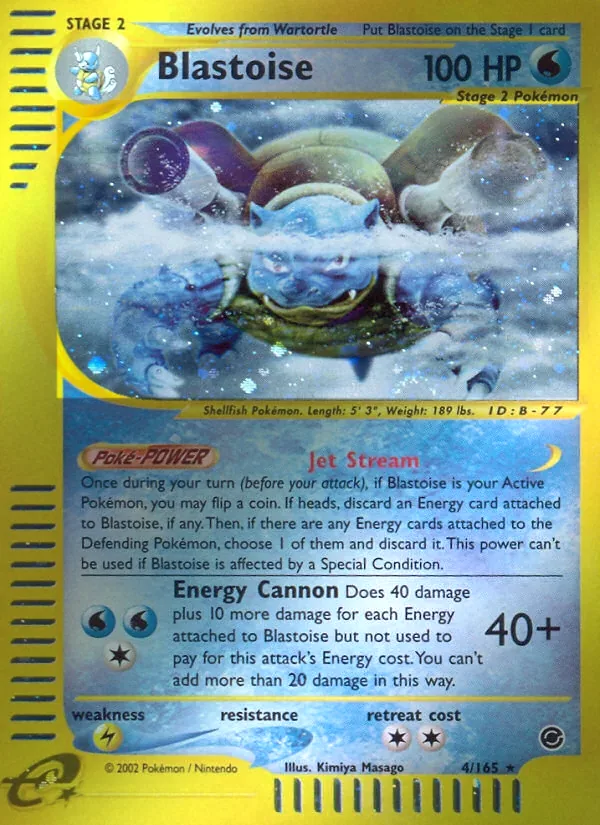 STAGE 2
Evolves from Wartortle Put Blastoise on the Stage 1 card
Blastoise 100 HP
Stage 2 Pokémon
Shellfish Pokémon. Length: 5' 3", Weight: 189 lbs. ID: B - 77
Poké-POWER Jet Stream
Once during your turn (before your attack), if Blastoise is your Active
Pokémon, you may flip a coin. If heads, discard an Energy card attached
to Blastoise, if any. Then, if there are any Energy cards attached to the
Defending Pokémon, choose 1 of them and discard it. This power can't
be used if Blastoise is affected by a Special Condition.
Energy Cannon Does 40 damage
plus 10 more damage for each Energy
attached to Blastoise but not used to
pay for this attack's Energy cost. You can't
add more than 20 damage in this way.
40+
weakness resistance retreat cost
© 2002 Pokémon / Nintendo Illus. Kimiya Masago 4/165 ★
e